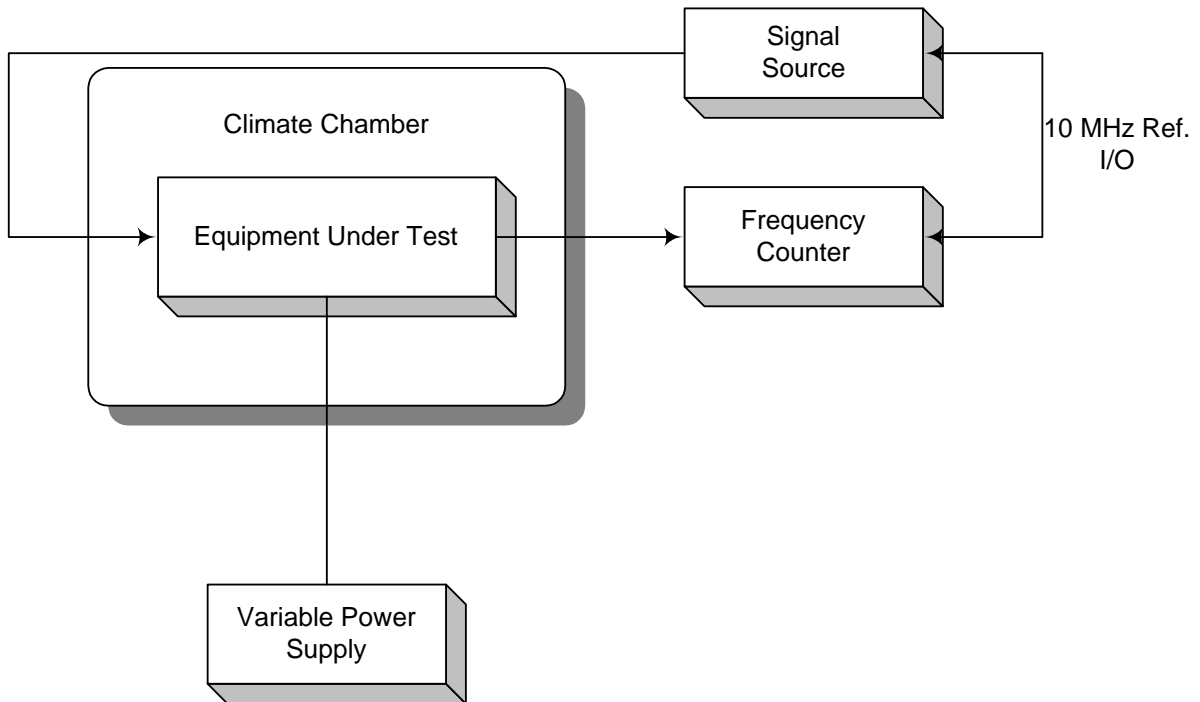 Signal
Source
Climate Chamber
10 MHz Ref.
I/O
Equipment Under Test
Frequency
Counter
Variable Power
Supply